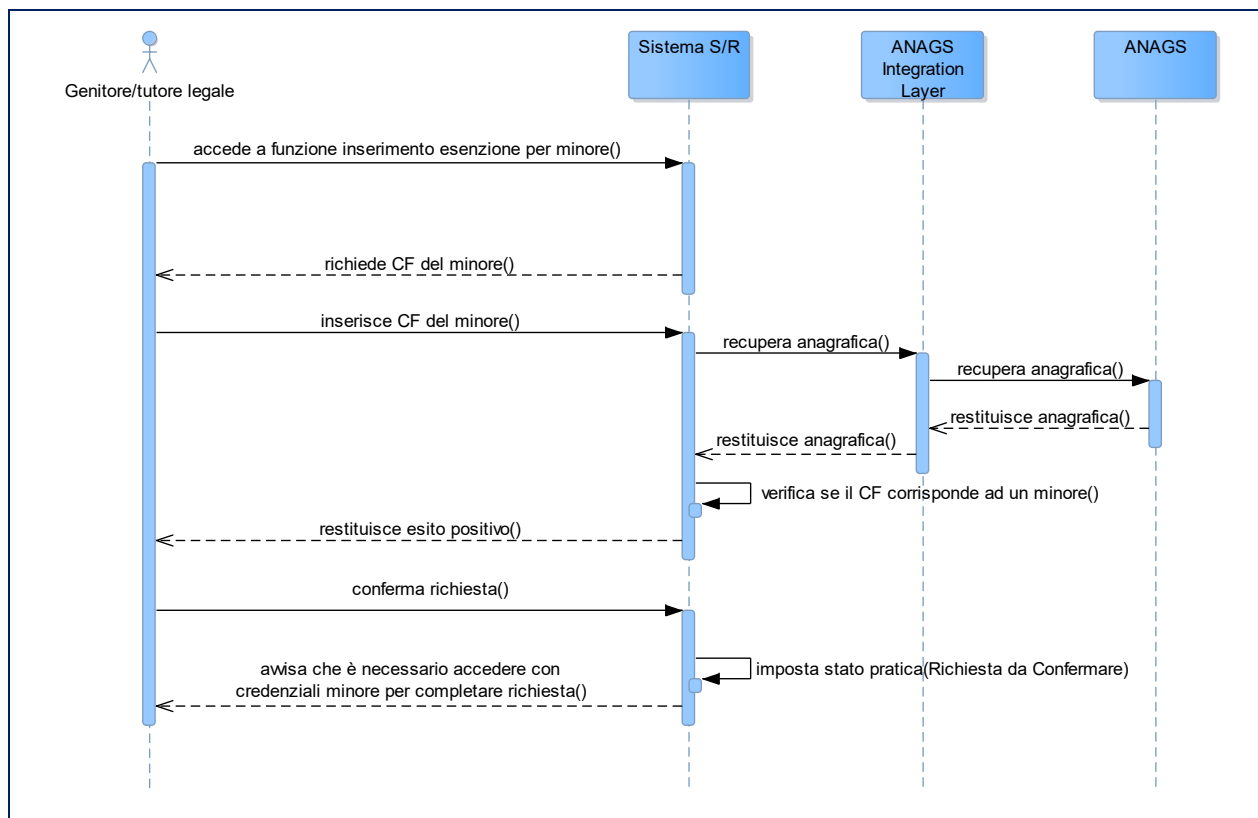 Genitore/tutore legale
Sistema S/R
ANAGS
Integration
Layer
ANAGS
accede a funzione inserimento esenzione per minore()
richiede CF del minore()
inserisce CF del minore()
recupera anagrafica()
recupera anagrafica()
restituisce anagrafica()
restituisce anagrafica()
verifica se il CF corrisponde ad un minore()
restituisce esito positivo()
conferma richiesta()
imposta stato pratica(Richiesta da Confermare)
avvisa che è necessario accedere con
credenziali minore per completare richiesta()